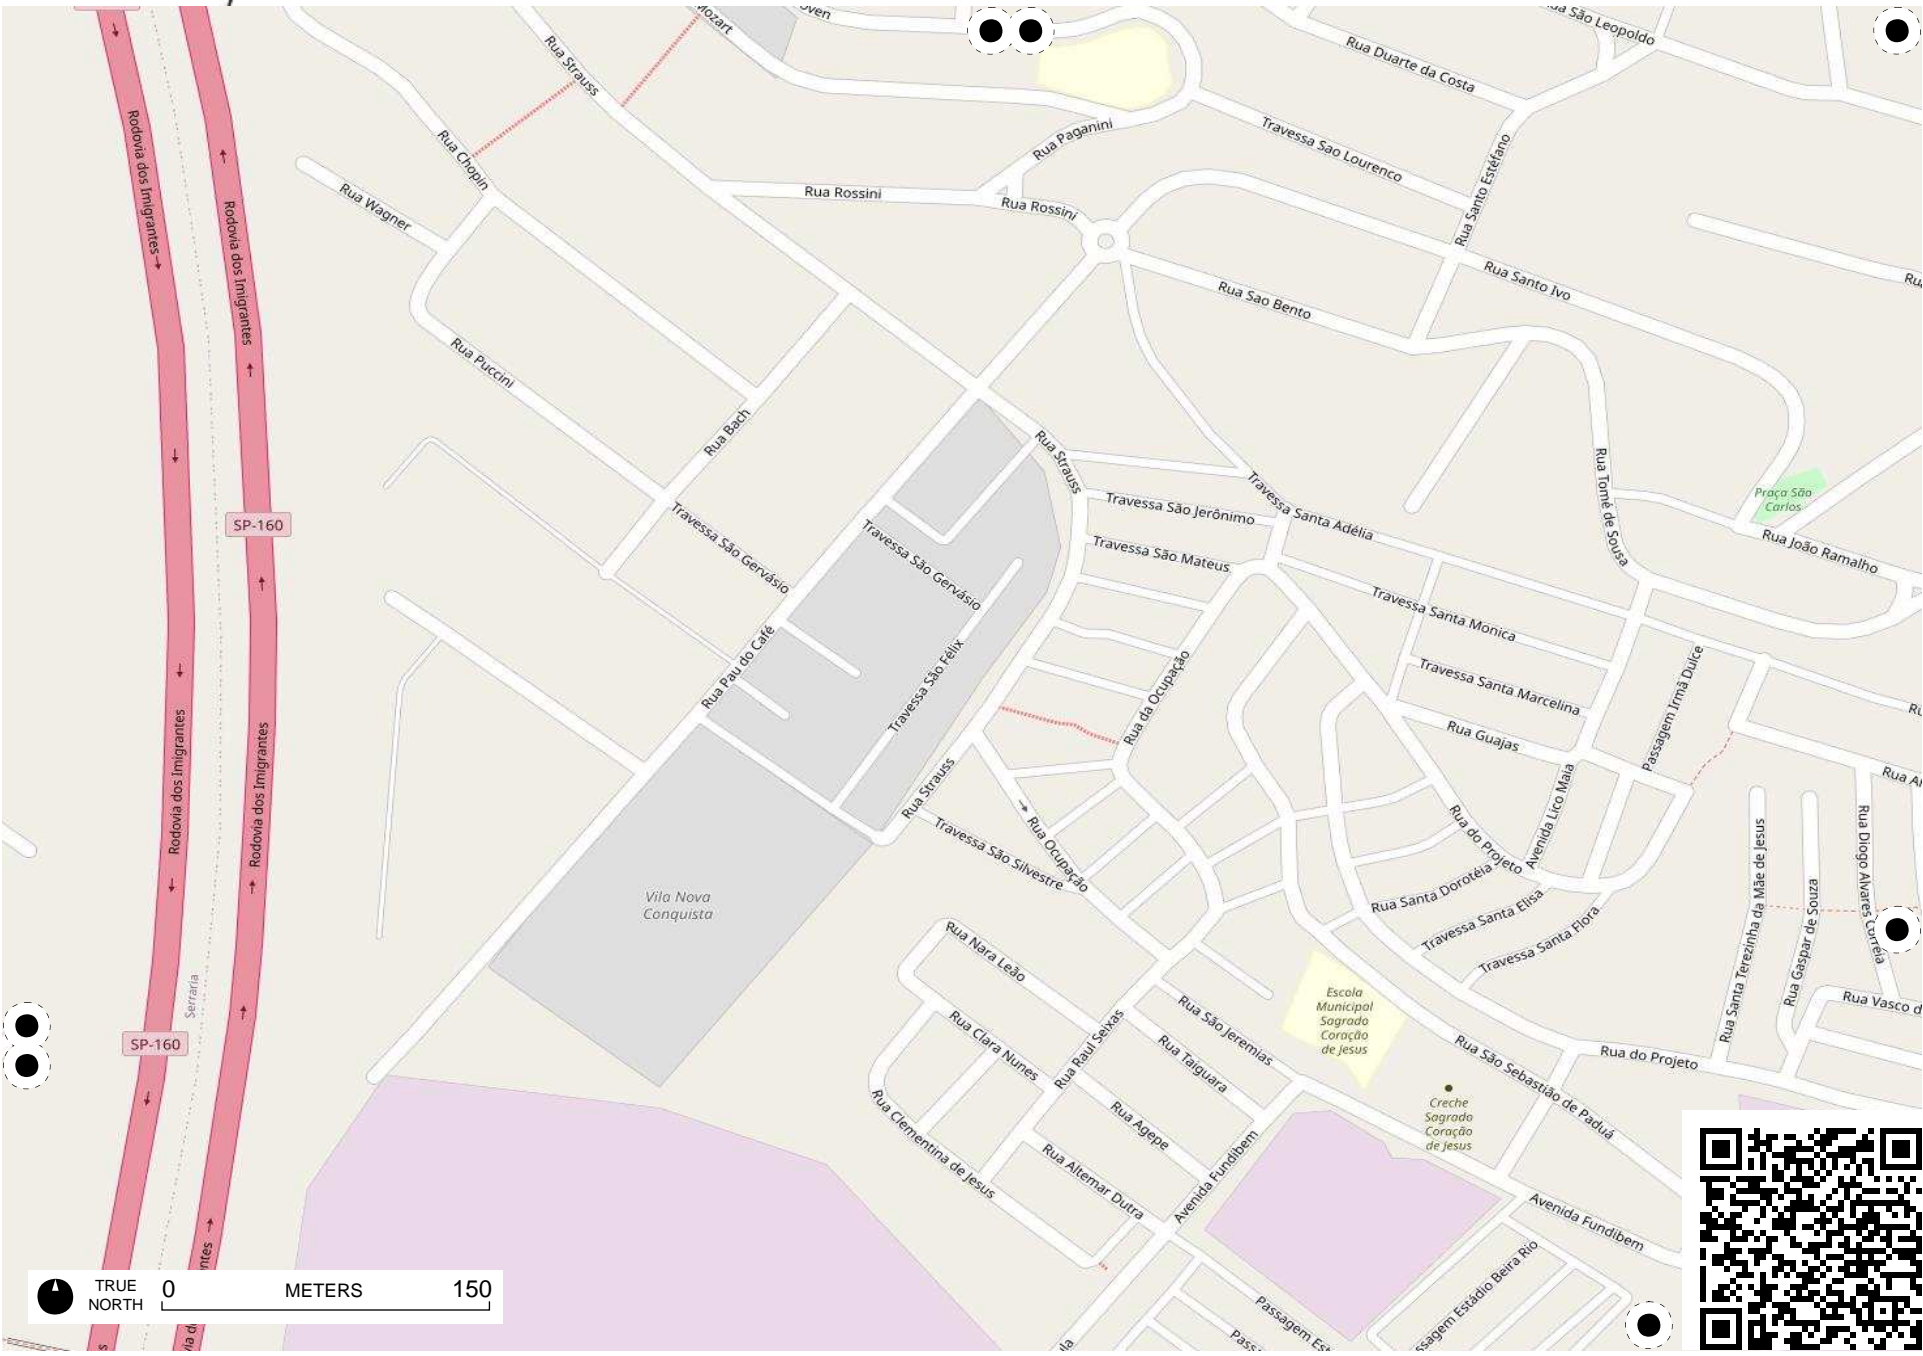 Mozart
oven
da São Leopoldo
Rua Strauss
Rua Duarte da Costa
Rodovia dos Imigrantes
Rua Chopin
Rua Paganini
Travessa Sao Lourenco
Rua Santo Estéfano
Rua Wagner
Rua Rossini
Rua Rossini
Rodovia dos Imigrantes
Rua Santo Ivo
Rua Sao Bento
Rua Puccini
Rua Bach
Rua Strauss
Rua Tomé de Sousa
Praça São
Carlos
SP-160
Travessa São Gervásio
Travessa São Gervásio
Travessa São Jerônimo
Travessa Santa Adélia
Travessa São Mateus
Rua João Ramalho
Travessa Santa Monica
Rua Pau do Café
Travessa São Félix
Rua da Ocupação
Travessa Santa Marcelina
Passagem Irmã Dulce
Rua Guajas
Rodovia dos Imigrantes
Rodovia dos Imigrantes
Rua Strauss
Rua Ocupação
Travessa São Silvestre
Rua do Projeto
Avenida Lico Maia
Rua Santa Dorotéia
Travessa Santa Elisa
Travessa Santa Flora
Rua Santa Terezinha da Mãe de Jesus
Rua Gaspar de Souza
Rua Diogo Alvares Correia
Vila Nova
Conquista
Rua Nara Leão
Serraria
SP-160
Rua Clara Nunes
Rua Raul Seixas
Rua São Jeremias
Rua Taiguara
Escola
Municipal
Sagrado
Coração
de Jesus
Rua Vasco d
Rua São Sebastião de Paduá
Rua do Projeto
Creche
Sagrado
Coração
de Jesus
Rua Clementina de Jesus
Rua Agepe
Rua Altemar Dutra
Avenida Fundibem
Avenida Fundibem
Passagem Est
ssagem Estádio Beira Rio
TRUE
NORTH
0 METERS 150